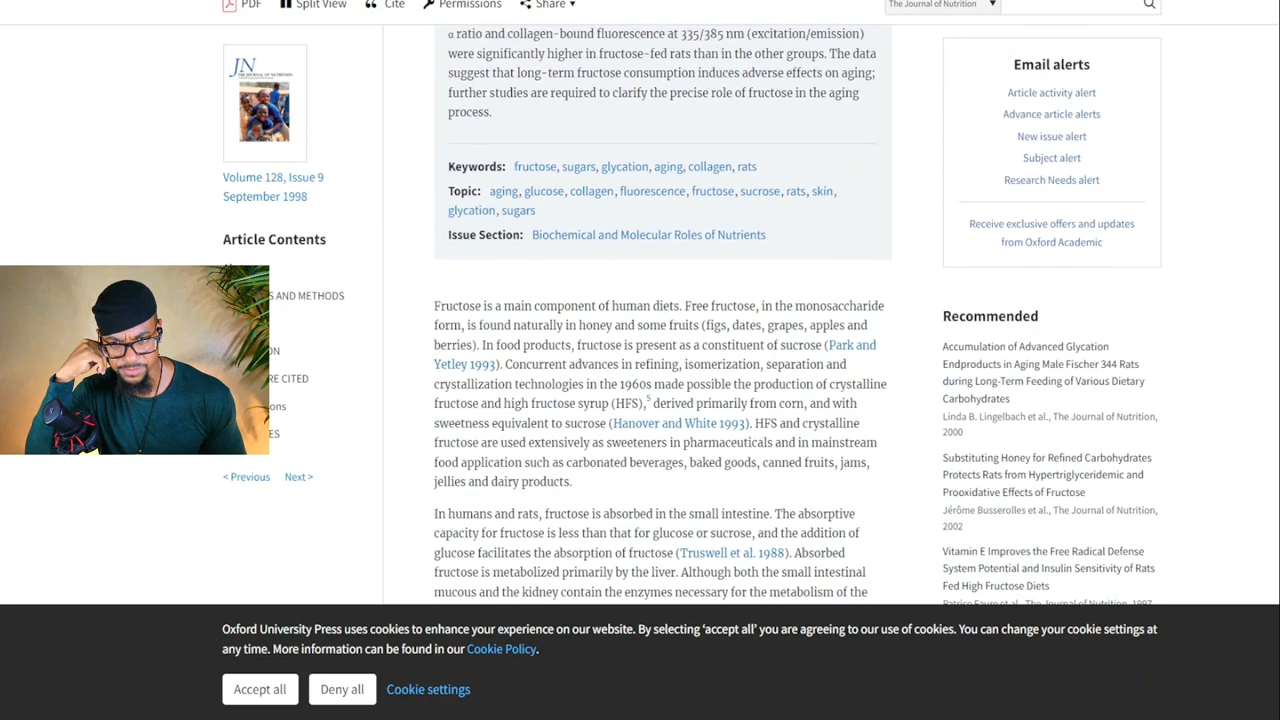 PDF
Split View
Cite
Permissions
Share
The Journal of Nutrition
JN
THE JOURNAL OF NUTRITION
Volume 128, Issue 9
September 1998
Article Contents
S AND METHODS
ON
RE CITED
ons
ES
< Previous Next >
α ratio and collagen-bound fluorescence at 335/385 nm (excitation/emission)
were significantly higher in fructose-fed rats than in the other groups. The data
suggest that long-term fructose consumption induces adverse effects on aging;
further studies are required to clarify the precise role of fructose in the aging
process.
Keywords: fructose, sugars, glycation, aging, collagen, rats
Topic: aging, glucose, collagen, fluorescence, fructose, sucrose, rats, skin,
glycation, sugars
Issue Section: Biochemical and Molecular Roles of Nutrients
Fructose is a main component of human diets. Free fructose, in the monosaccharide
form, is found naturally in honey and some fruits (figs, dates, grapes, apples and
berries). In food products, fructose is present as a constituent of sucrose (Park and
Yetley 1993). Concurrent advances in refining, isomerization, separation and
crystallization technologies in the 1960s made possible the production of crystalline
fructose and high fructose syrup (HFS),5 derived primarily from corn, and with
sweetness equivalent to sucrose (Hanover and White 1993). HFS and crystalline
fructose are used extensively as sweeteners in pharmaceuticals and in mainstream
food application such as carbonated beverages, baked goods, canned fruits, jams,
jellies and dairy products.
In humans and rats, fructose is absorbed in the small intestine. The absorptive
capacity for fructose is less than that for glucose or sucrose, and the addition of
glucose facilitates the absorption of fructose (Truswell et al. 1988). Absorbed
fructose is metabolized primarily by the liver. Although both the small intestinal
mucous and the kidney contain the enzymes necessary for the metabolism of the
Email alerts
Article activity alert
Advance article alerts
New issue alert
Subject alert
Research Needs alert
Receive exclusive offers and updates
from Oxford Academic
Recommended
Accumulation of Advanced Glycation
Endproducts in Aging Male Fischer 344 Rats
during Long-Term Feeding of Various Dietary
Carbohydrates
Linda B. Lingelbach et al., The Journal of Nutrition,
2000
Substituting Honey for Refined Carbohydrates
Protects Rats from Hypertriglyceridemic and
Prooxidative Effects of Fructose
Jérôme Busserolles et al., The Journal of Nutrition,
2002
Vitamin E Improves the Free Radical Defense
System Potential and Insulin Sensitivity of Rats
Fed High Fructose Diets
Patrice Faure et al., The Journal of Nutrition, 1997
Oxford University Press uses cookies to enhance your experience on our website. By selecting ‘accept all’ you are agreeing to our use of cookies. You can change your cookie settings at
any time. More information can be found in our Cookie Policy.
Accept all
Deny all
Cookie settings